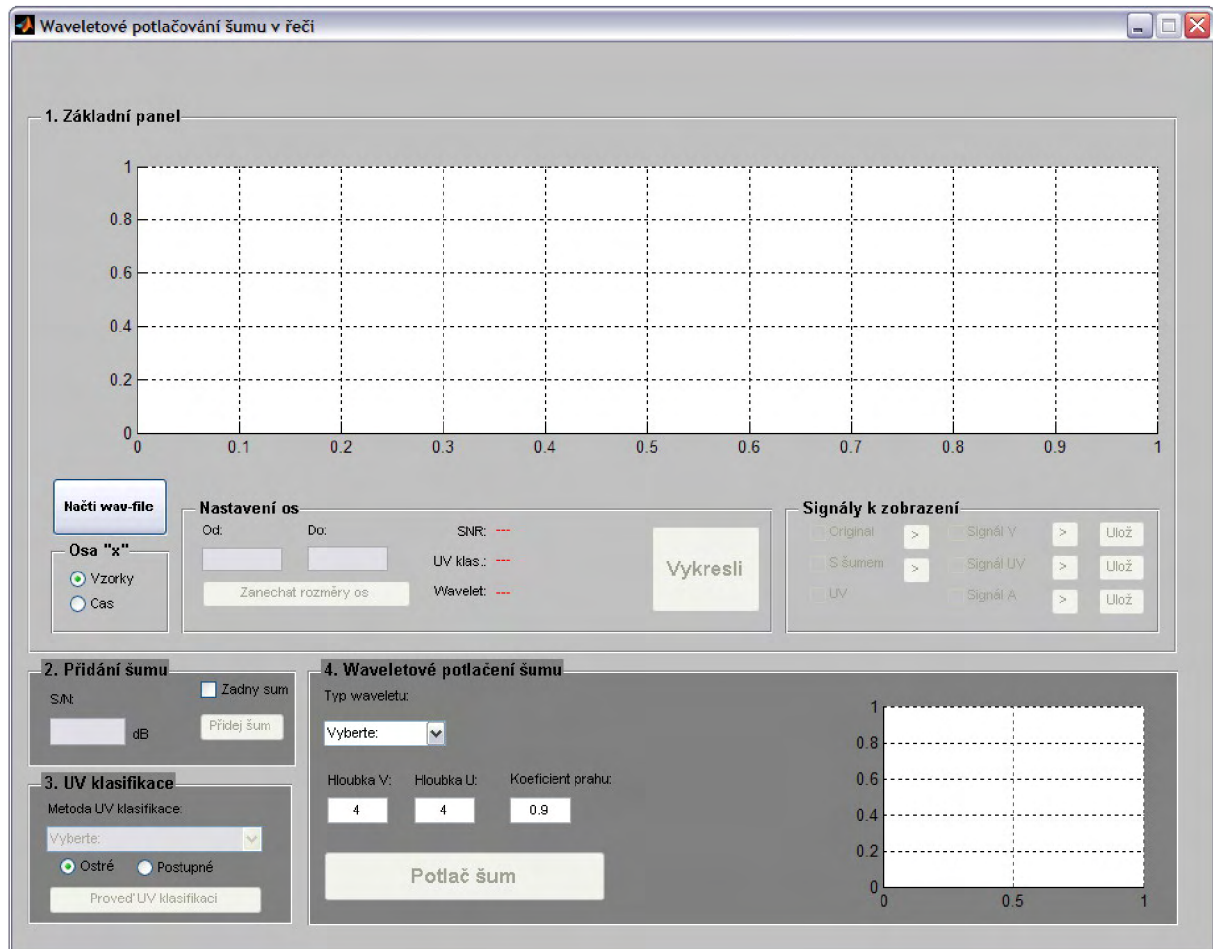 Waveletové potlačování šumu v řeči
1. Základní panel
1
0.8
0.6
0.4
0.2
0
0 0.1 0.2 0.3 0.4 0.5 0.6 0.7 0.8 0.9 1
Načti wav-file
Osa "x"
Vzorky
Cas
Nastavení os
Od: Do:
Zanechat rozměry os
SNR: ---
UV klas.: ---
Wavelet: ---
Vykresli
Signály k zobrazení
Original > Signál V > Ulož
S šumem > Signál UV > Ulož
UV Signál A > Ulož
2. Přidání šumu
S/N: Zadny sum
dB Přidej šum
3. UV klasifikace
Metoda UV klasifikace:
Vyberte:
Ostré Postupné
Proveď UV klasifikaci
4. Waveletové potlačení šumu
Typ waveletu:
Vyberte:
Hloubka V: Hloubka U: Koeficient prahu:
4 4 0.9
Potlač šum
1
0.8
0.6
0.4
0.2
0
0 0.5 1